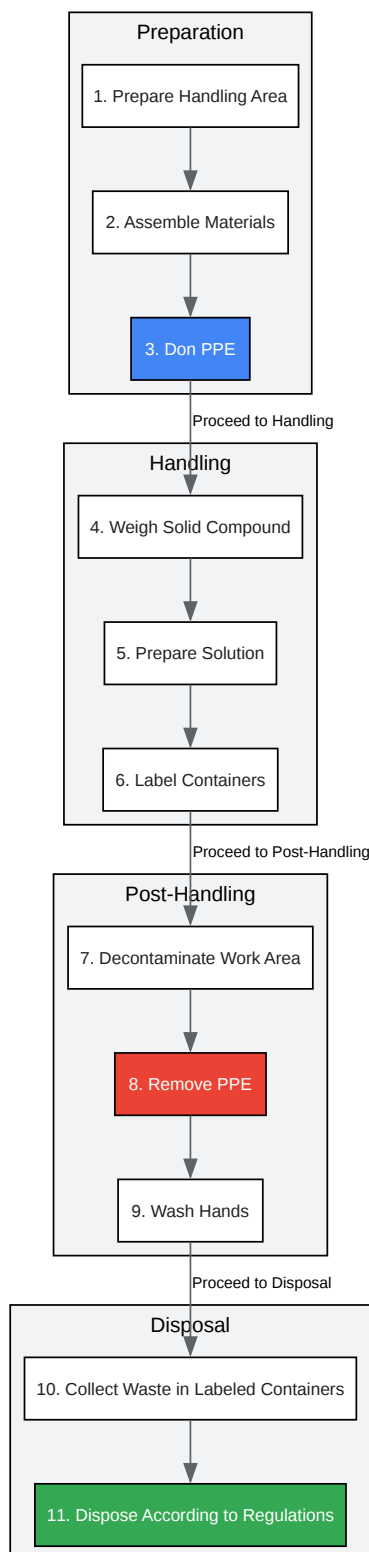 Preparation
1. Prepare Handling Area
2. Assemble Materials
3. Don PPE
Proceed to Handling
Handling
4. Weigh Solid Compound
5. Prepare Solution
6. Label Containers
Proceed to Post-Handling
Post-Handling
7. Decontaminate Work Area
8. Remove PPE
9. Wash Hands
Proceed to Disposal
Disposal
10. Collect Waste in Labeled Containers
11. Dispose According to Regulations